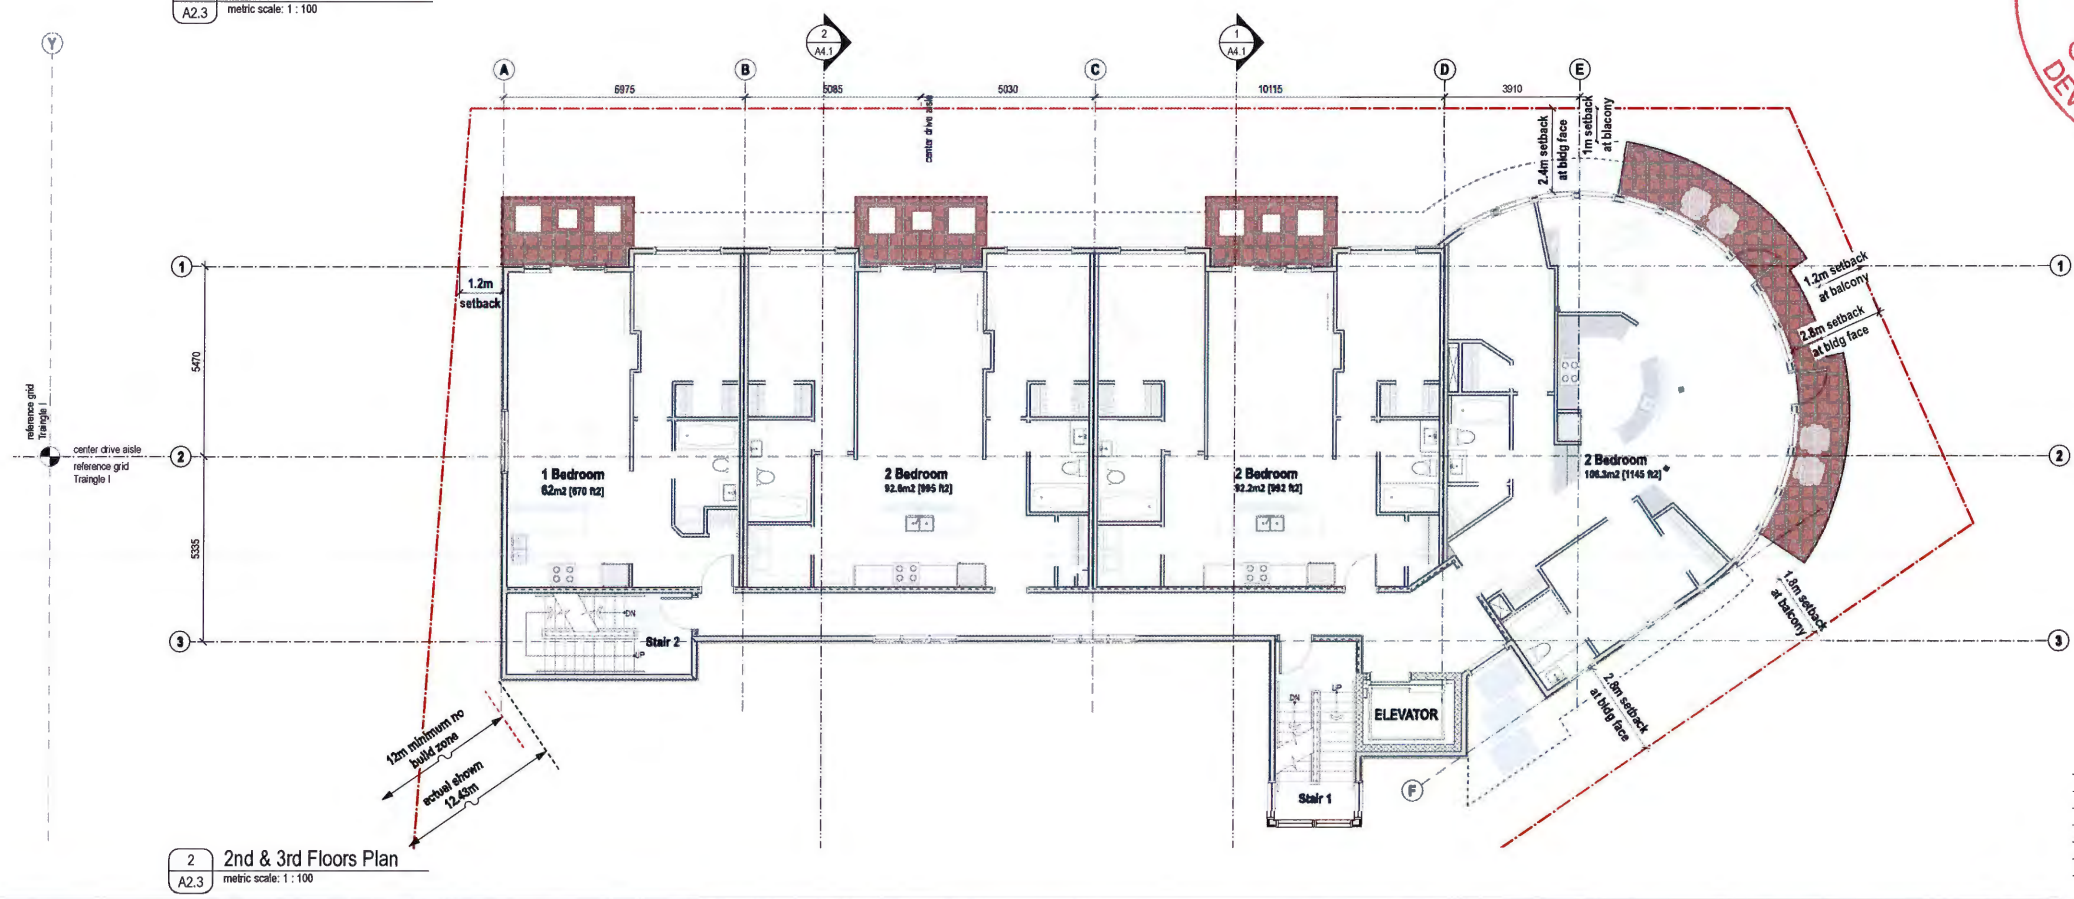 A2.3
metric scale: 1 : 100
Y
2
A4.1
1
A4.1
A
B
C
D
E
6975
5085
5030
10115
3910
center drive aisle
2.4m setback
at bldg face
1m setback
at blacony
DEV
1
1
1.2m
setback
1.2m setback
at balcony
2.8m setback
at bldg face
5470
reference grid
Traingle I
center drive aisle
reference grid
Traingle I
2
2
1 Bedroom
62m2 [670 ft2]
2 Bedroom
92.6m2 [995 ft2]
2 Bedroom
92.2m2 [992 ft2]
2 Bedroom
106.3m2 [1145 ft2]
5335
DN
UP
Stair 2
3
3
1.8m setback
at balcony
2.8m setback
at bldg face
DN
UP
ELEVATOR
Stair 1
F
12m minimum no
build zone
actual shown
12.43m
2
A2.3
2nd & 3rd Floors Plan
metric scale: 1 : 100